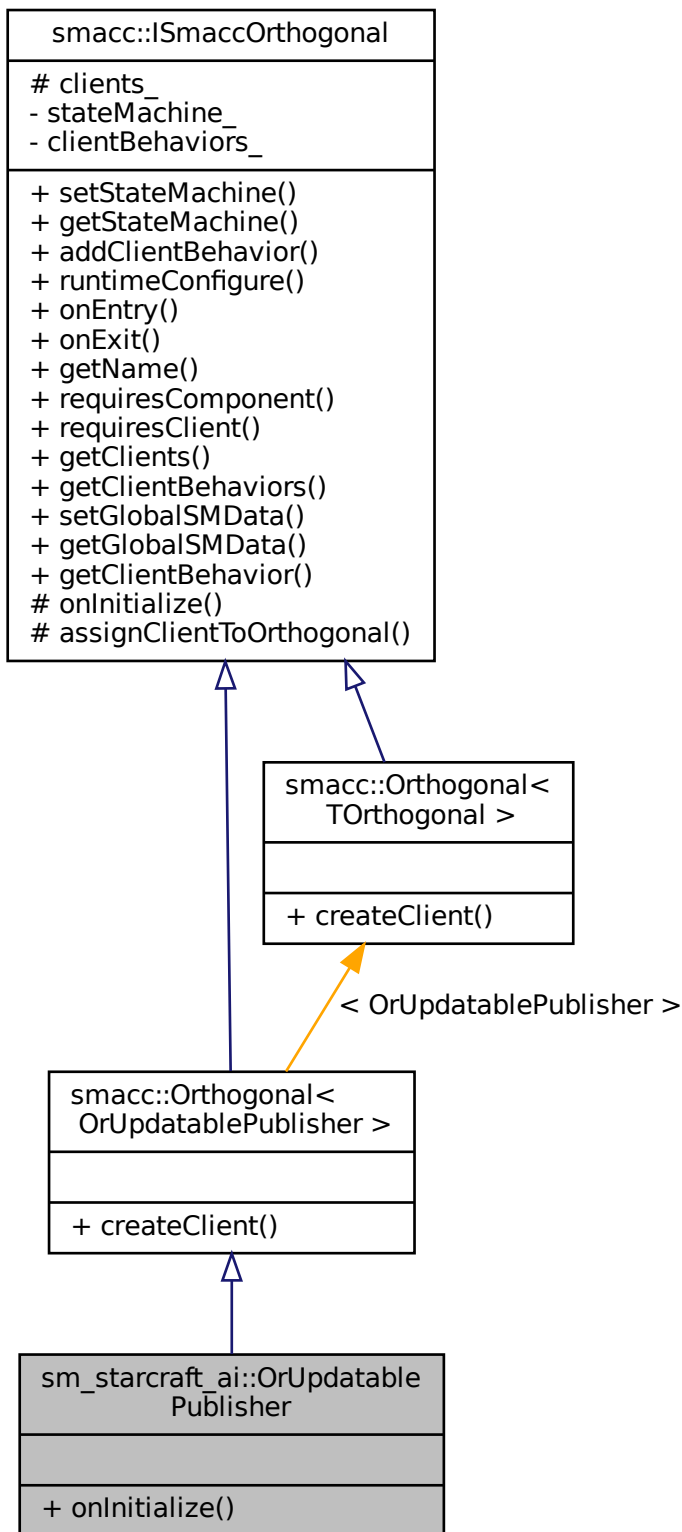 smacc::ISmaccOrthogonal
# clients_
- stateMachine_
- clientBehaviors_
+ setStateMachine()
+ getStateMachine()
+ addClientBehavior()
+ runtimeConfigure()
+ onEntry()
+ onExit()
+ getName()
+ requiresComponent()
+ requiresClient()
+ getClients()
+ getClientBehaviors()
+ setGlobalSMData()
+ getGlobalSMData()
+ getClientBehavior()
# onInitialize()
# assignClientToOrthogonal()
smacc::Orthogonal<
TOrthogonal >
+ createClient()
< OrUpdatablePublisher >
smacc::Orthogonal<
OrUpdatablePublisher >
+ createClient()
sm_starcraft_ai::OrUpdatable
Publisher
+ onInitialize()